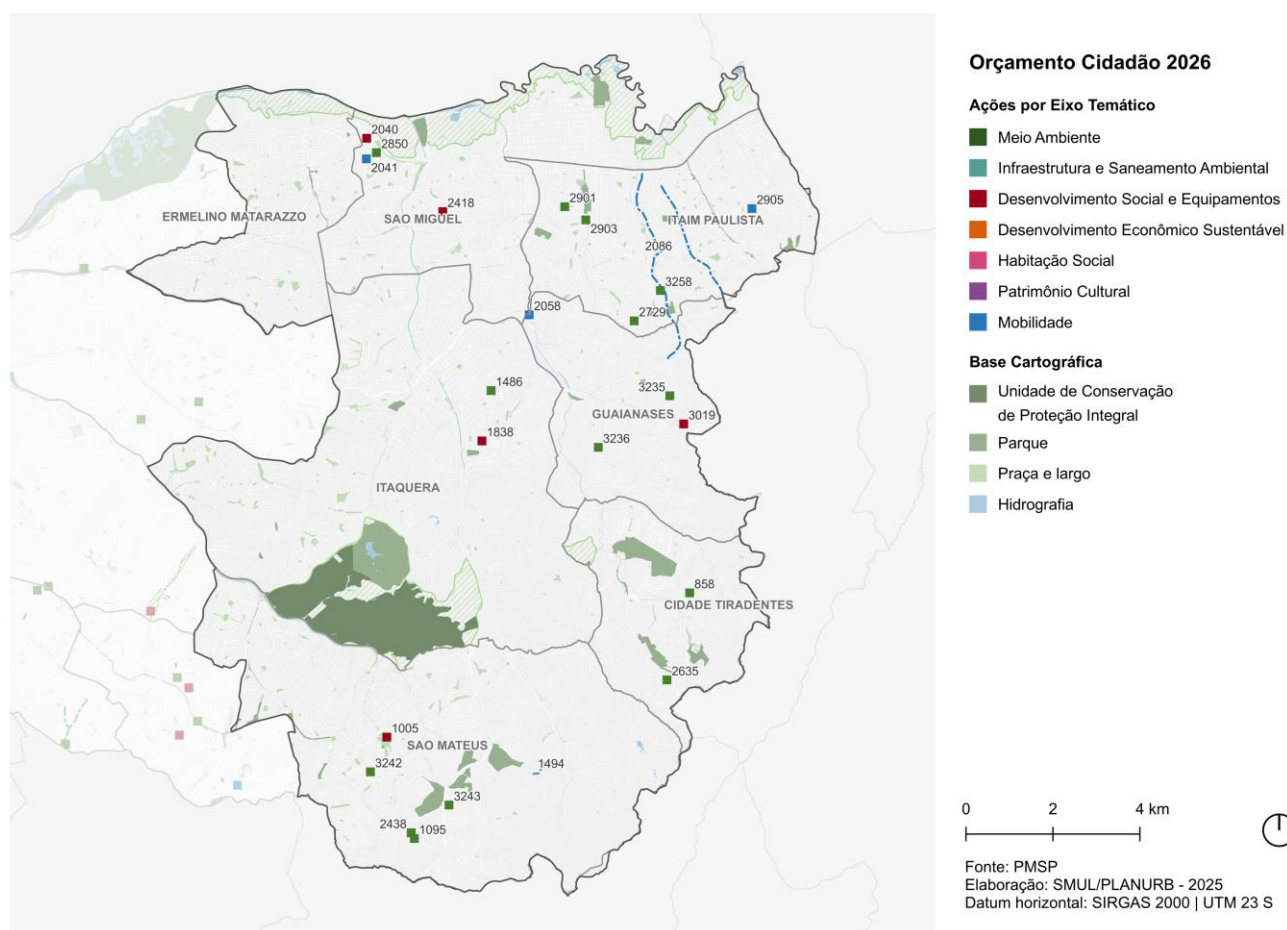 2040
2850
2041
2418
ERMELINO MATARAZZO
SAO MIGUEL
2901
2903
ITAIM PAULISTA
2905
2086
3258
2058
2729
1486
1838
3235
GUAIANASES
3019
3236
ITAQUERA
858
CIDADE TIRADENTES
2635
1005
SAO MATEUS
3242
1494
3243
2438
1095
Orçamento Cidadão 2026
Ações por Eixo Temático
Meio Ambiente
Infraestrutura e Saneamento Ambiental
Desenvolvimento Social e Equipamentos
Desenvolvimento Econômico Sustentável
Habitação Social
Patrimônio Cultural
Mobilidade
Base Cartográfica
Unidade de Conservação
de Proteção Integral
Parque
Praça e largo
Hidrografia
0 2 4 km
Fonte: PMSP
Elaboração: SMUL/PLANURB - 2025
Datum horizontal: SIRGAS 2000 | UTM 23 S